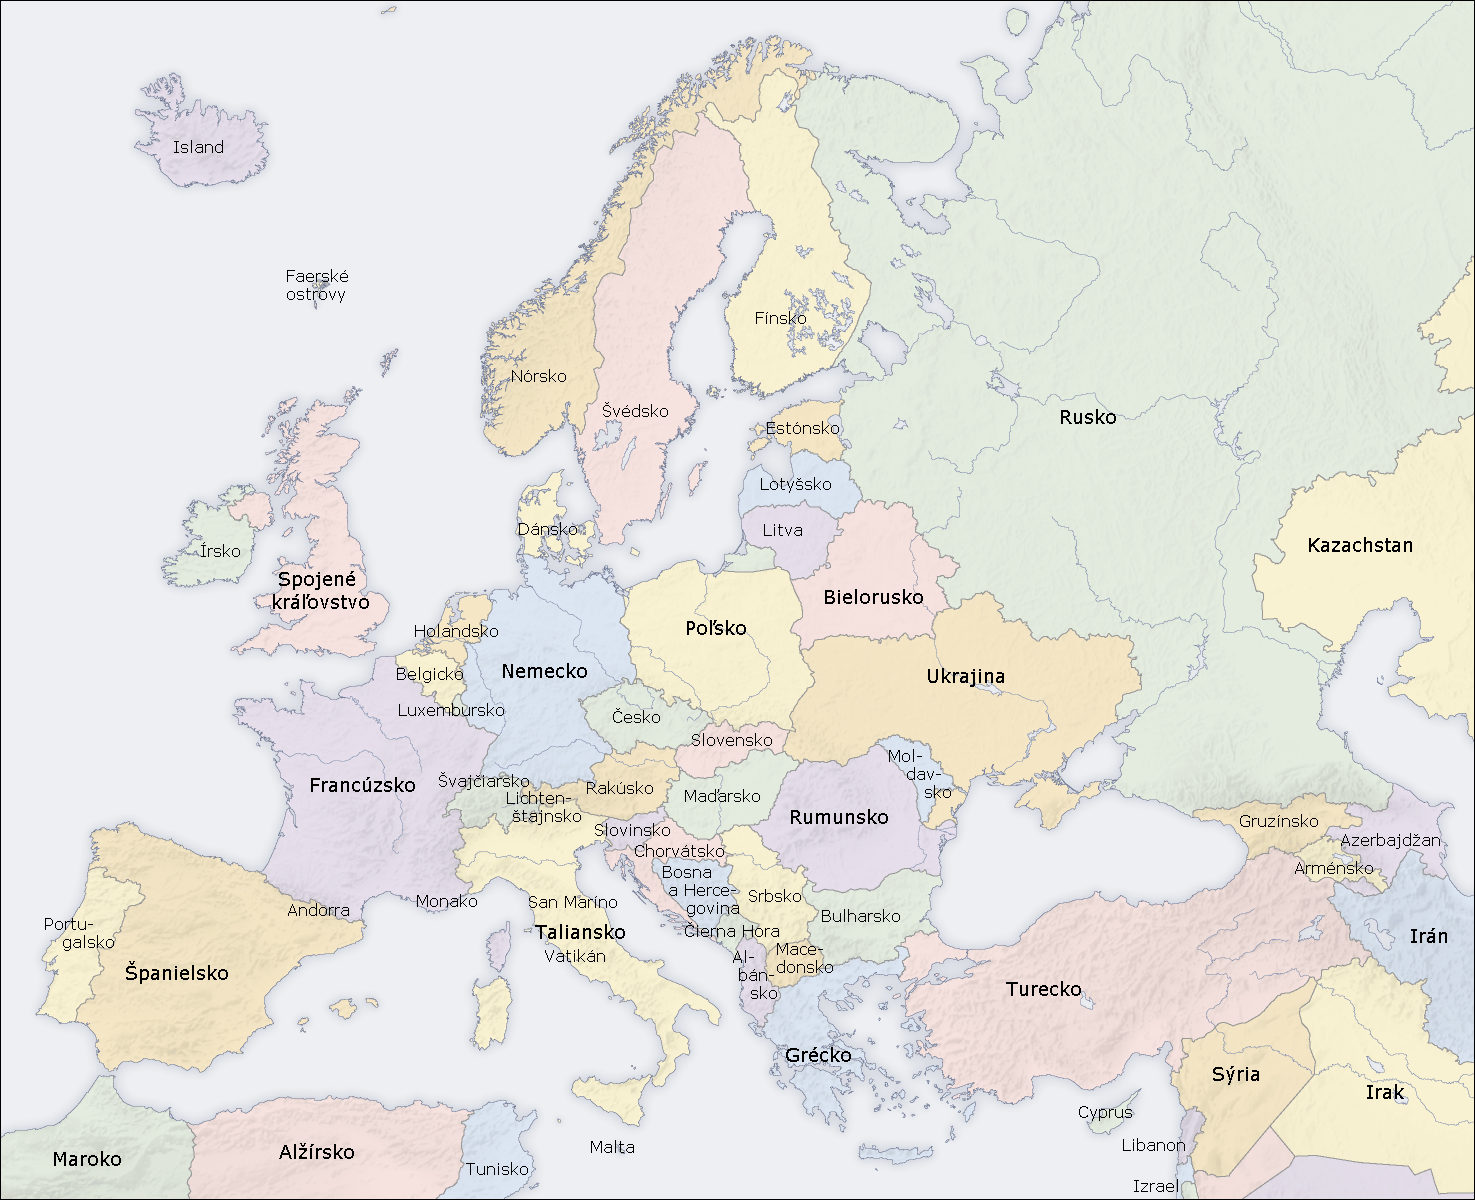 Island
Faerské
ostrovy
Fínsko
Nórsko
Švédsko
Rusko
Estónsko
Lotyšsko
Dánsko
Litva
Írsko
Kazachstan
Spojené
kráľovstvo
Bielorusko
Holandsko
Poľsko
Belgicko
Nemecko
Ukrajina
Luxembursko
Česko
Slovensko
Mol-
dav-
sko
Francúzsko
Švajčiarsko
Lichten-
štajnsko
Rakúsko
Maďarsko
Rumunsko
Gruzínsko
Slovinsko
Azerbajdžan
Chorvátsko
Arménsko
Bosna
a Herce-
govina
Srbsko
Monako
San Maríno
Andorra
Bulharsko
Portu-
galsko
Taliansko
Čierna Hora
Irán
Vatikán
Mace-
donsko
Al-
bán-
sko
Španielsko
Turecko
Grécko
Sýria
Irak
Cyprus
Malta
Libanon
Alžírsko
Maroko
Tunisko
Izrael